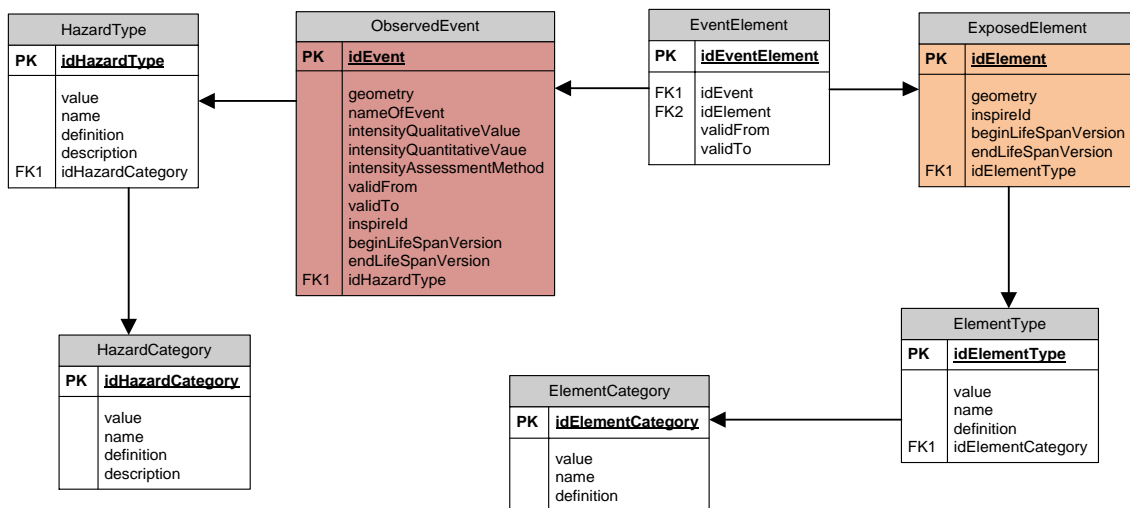 HazardType
PK idHazardType
value
name
definition
description
FK1 idHazardCategory
ObservedEvent
PK idEvent
geometry
nameOfEvent
intensityQualitativeValue
intensityQuantitativeVaue
intensityAssessmentMethod
validFrom
validTo
inspireId
beginLifeSpanVersion
endLifeSpanVersion
FK1 idHazardType
EventElement
PK idEventElement
FK1 idEvent
FK2 idElement
validFrom
validTo
ExposedElement
PK idElement
geometry
inspireId
beginLifeSpanVersion
endLifeSpanVersion
FK1 idElementType
HazardCategory
PK idHazardCategory
value
name
definition
description
ElementCategory
PK idElementCategory
value
name
definition
ElementType
PK idElementType
value
name
definition
FK1 idElementCategory